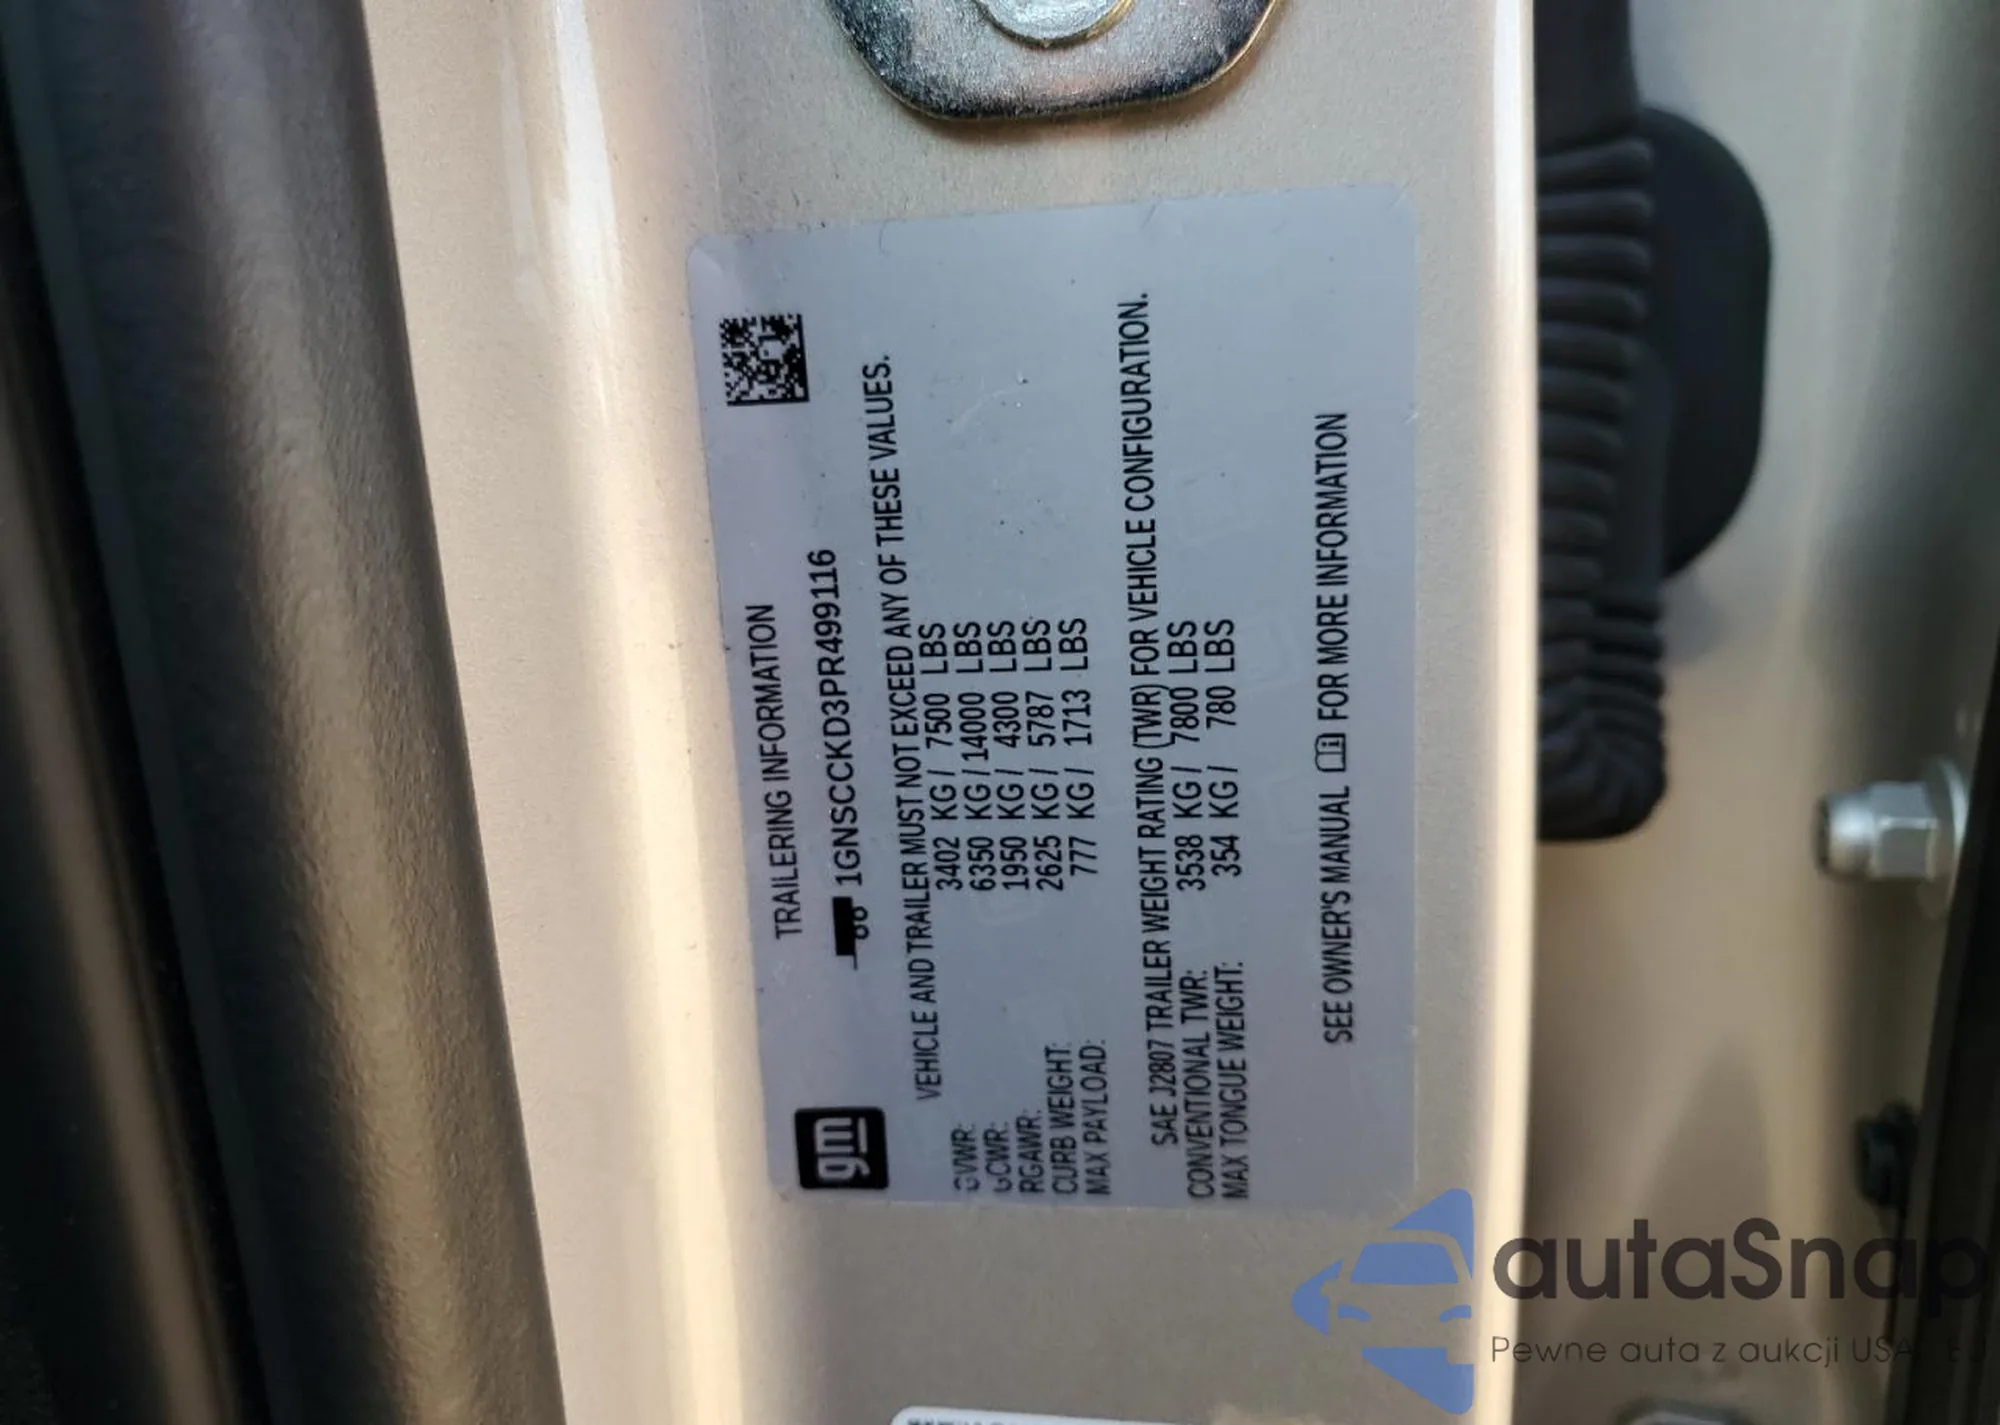 TRAILERING INFORMATION
1GNSCCKD3PR499116
gm
VEHICLE AND TRAILER MUST NOT EXCEED ANY OF THESE VALUES.
GVWR: 3402 KG / 7500 LBS
GCWR: 6350 KG / 14000 LBS
RGAWR: 1950 KG / 4300 LBS
CURB WEIGHT: 2625 KG / 5787 LBS
MAX PAYLOAD: 777 KG / 1713 LBS
SAE J2807 TRAILER WEIGHT RATING (TWR) FOR VEHICLE CONFIGURATION.
CONVENTIONAL TWR: 3538 KG / 7800 LBS
MAX TONGUE WEIGHT: 354 KG / 780 LBS
SEE OWNER'S MANUAL FOR MORE INFORMATION
autaSnap
Pewne auta z aukcji USA